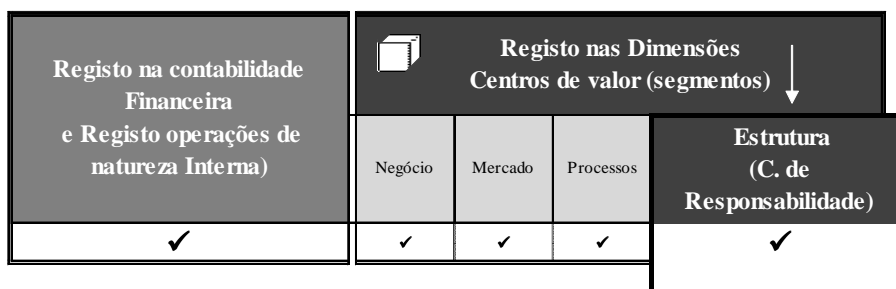 Registo na contabilidade
Financeira
e Registo operações de
natureza Interna)
Registo nas Dimensões
Centros de valor (segmentos)
Negócio
Mercado
Processos
Estrutura
(C. de
Responsabilidade)
✓
✓
✓
✓
✓